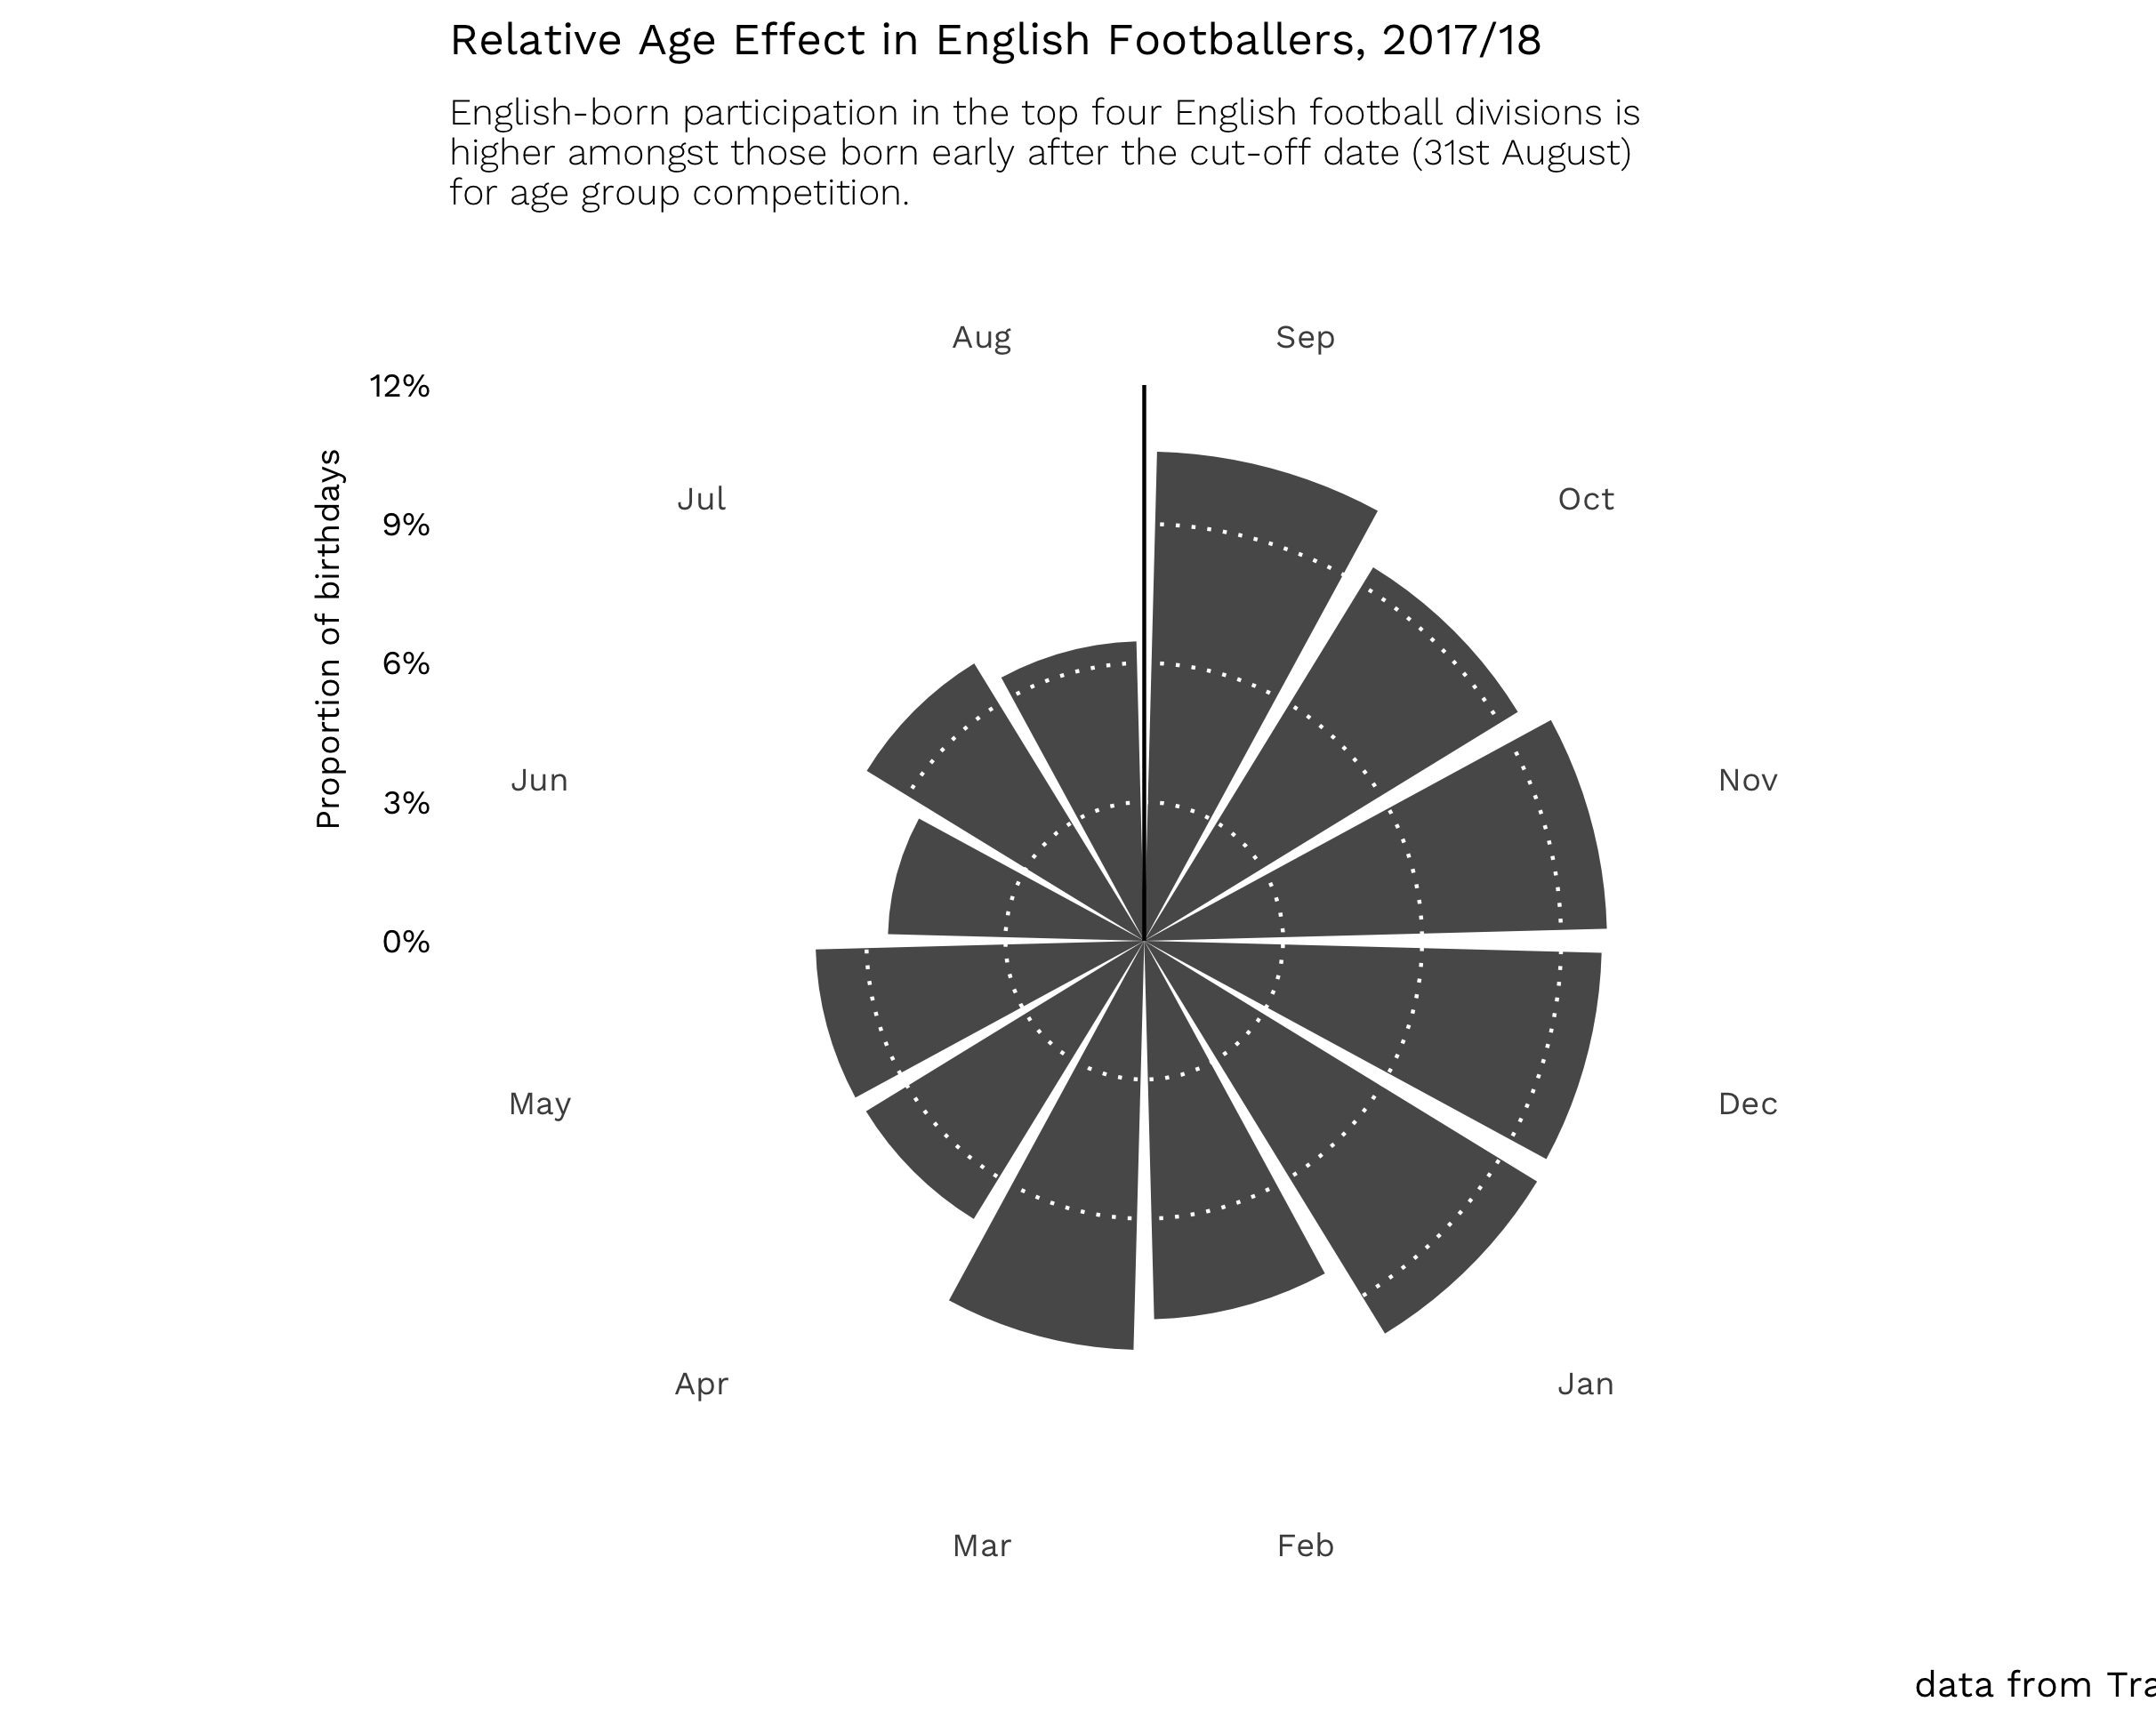 Relative Age Effect in English Footballers, 2017/18
English-born participation in the top four English football divisions is
higher amongst those born early after the cut-off date (31st August)
for age group competition.
Proportion of birthdays
12%
9%
6%
3%
0%
Sep
Oct
Nov
Dec
Jan
Feb
Mar
Apr
May
Jun
Jul
Aug
data from